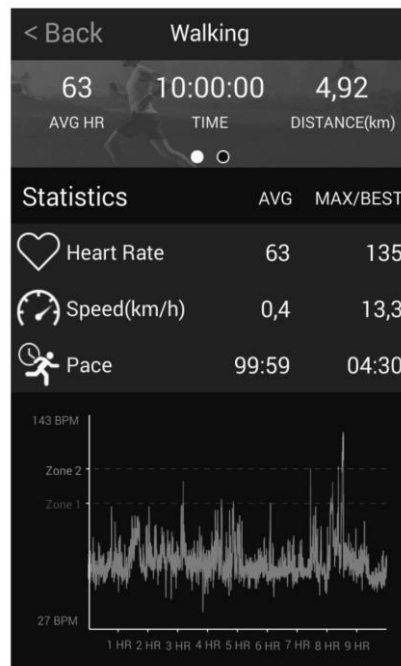 < Back Walking
63 10:00:00 4,92
AVG HR TIME DISTANCE(km)
Statistics AVG MAX/BEST
Heart Rate 63 135
Speed(km/h) 0,4 13,3
Pace 99:59 04:30
143 BPM
Zone 2
Zone 1
27 BPM
1 HR 2 HR 3 HR 4 HR 5 HR 6 HR 7 HR 8 HR 9 HR